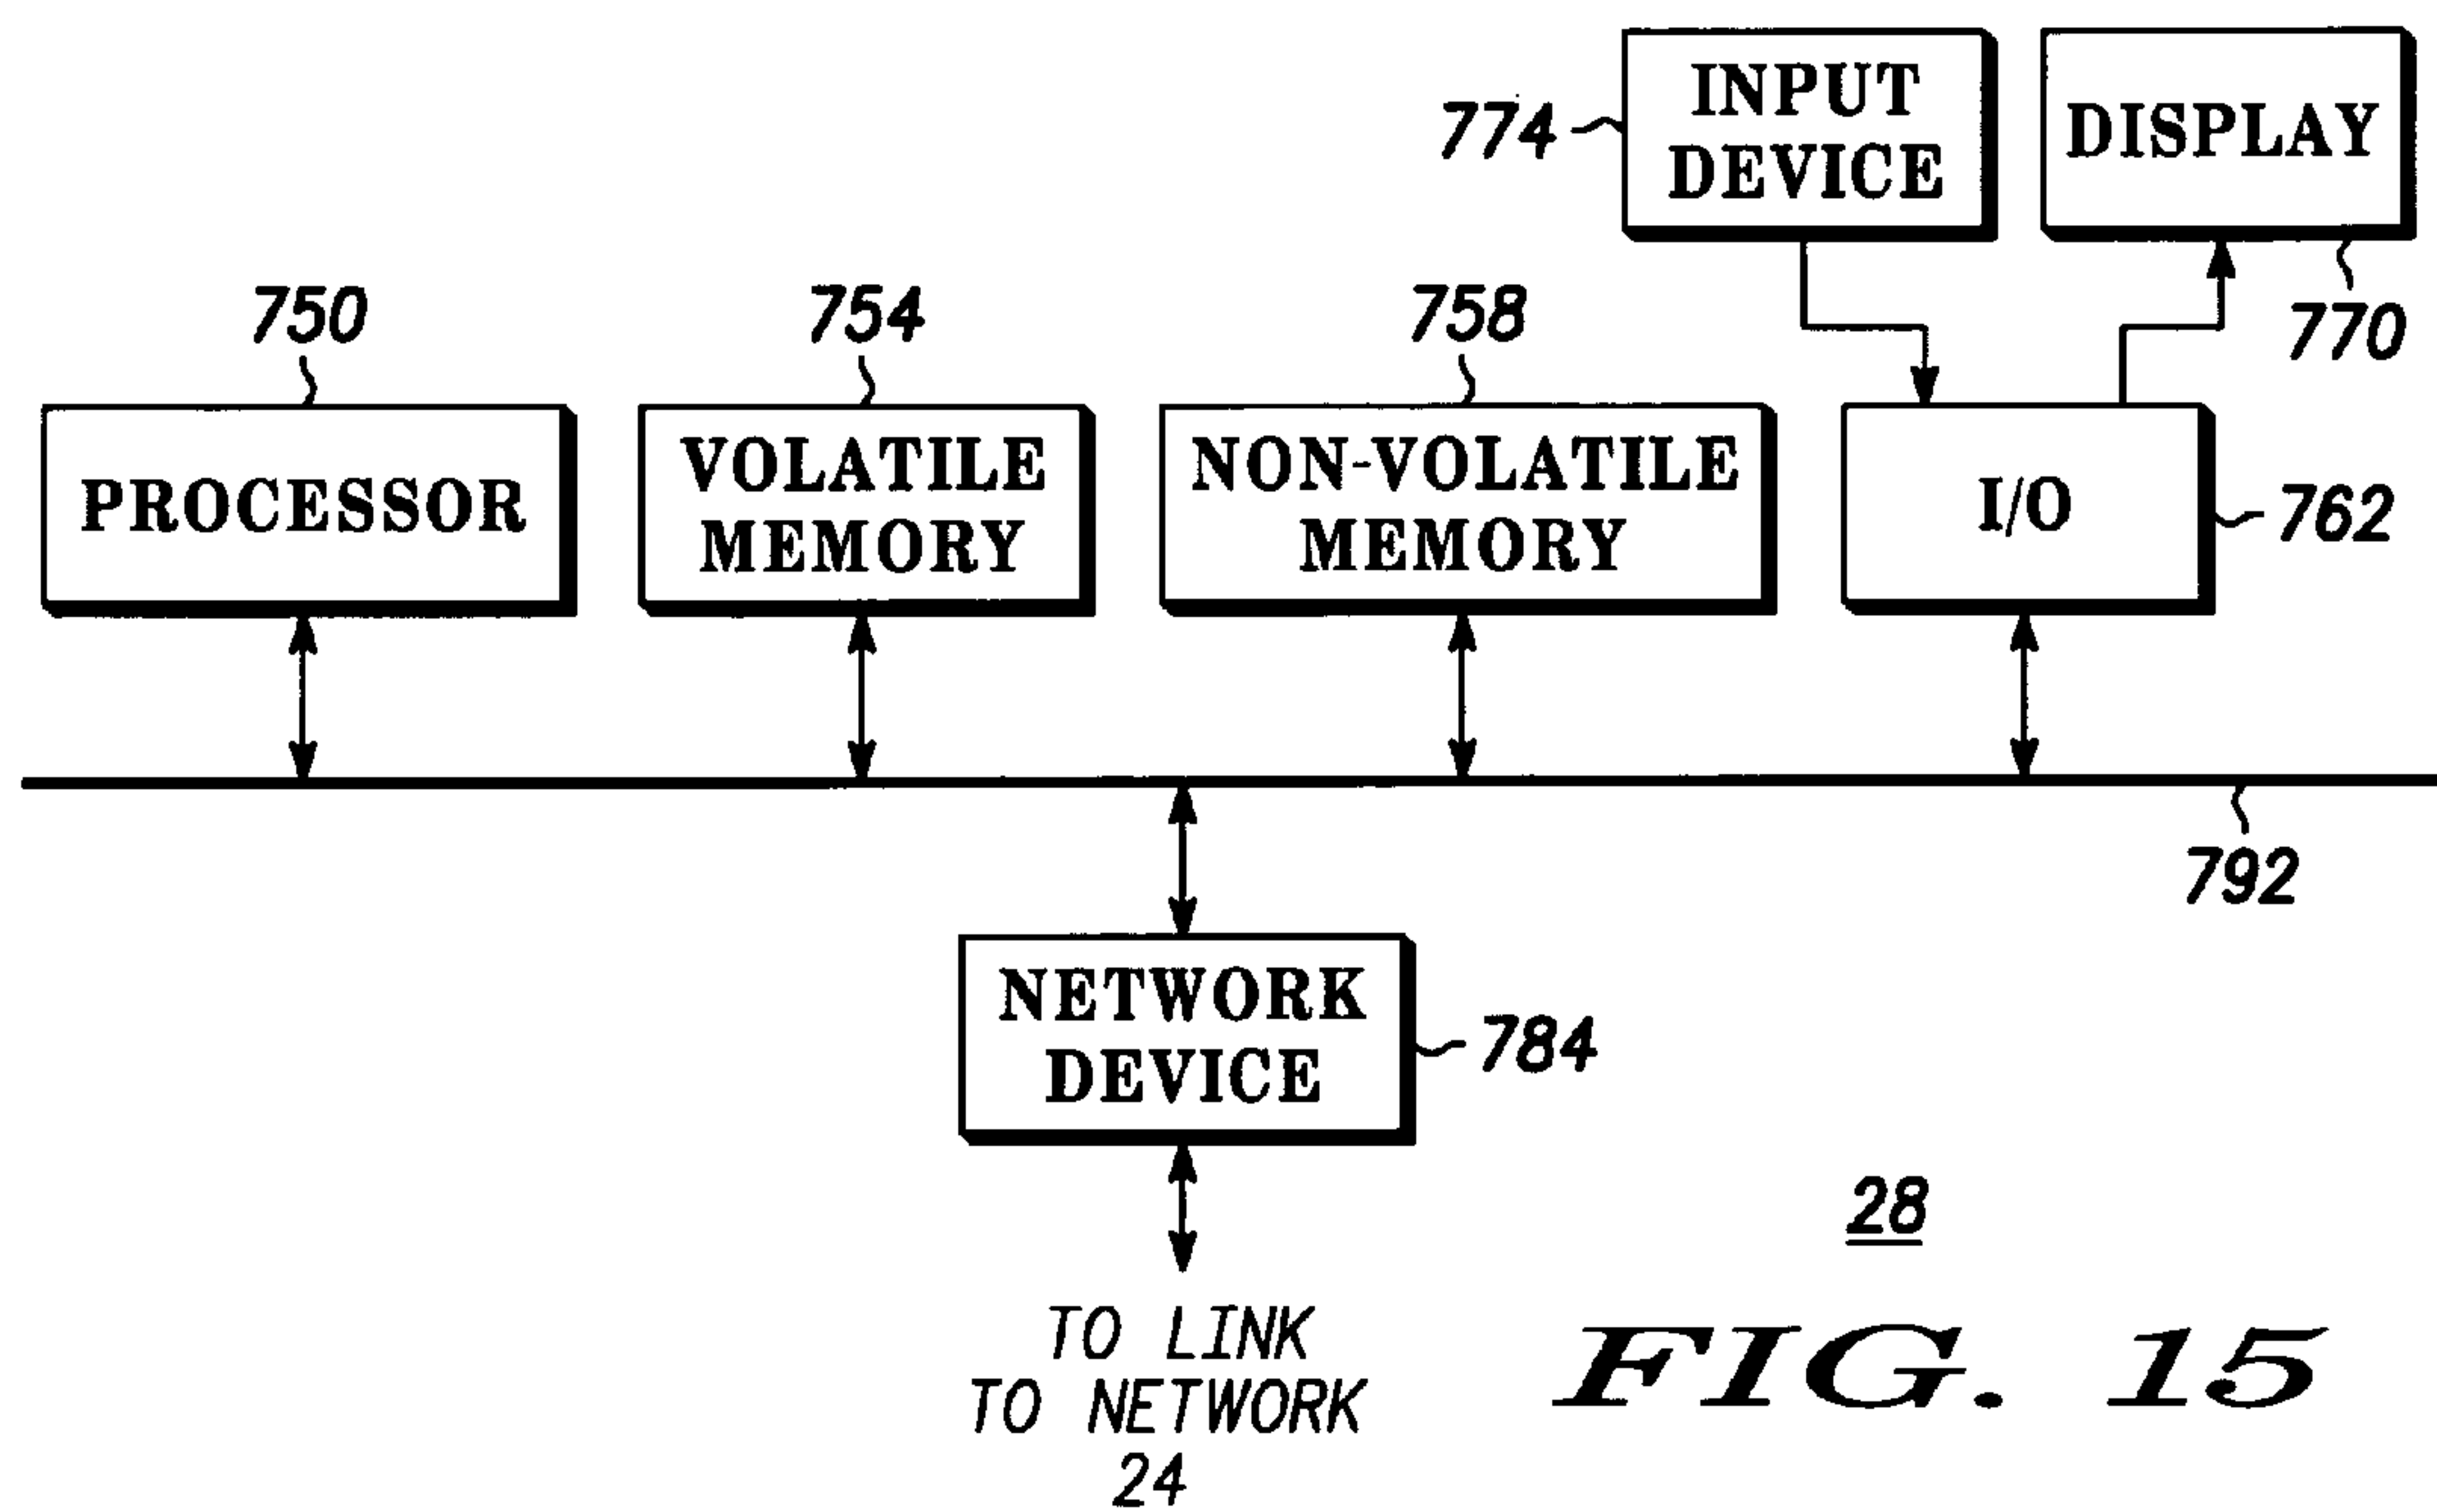 INPUT
DEVICE
774
DISPLAY
770
750
754
758
PROCESSOR
VOLATILE
MEMORY
NON-VOLATILE
MEMORY
I/O
762
792
NETWORK
DEVICE
784
TO LINK
TO NETWORK
24
28
FIG. 15